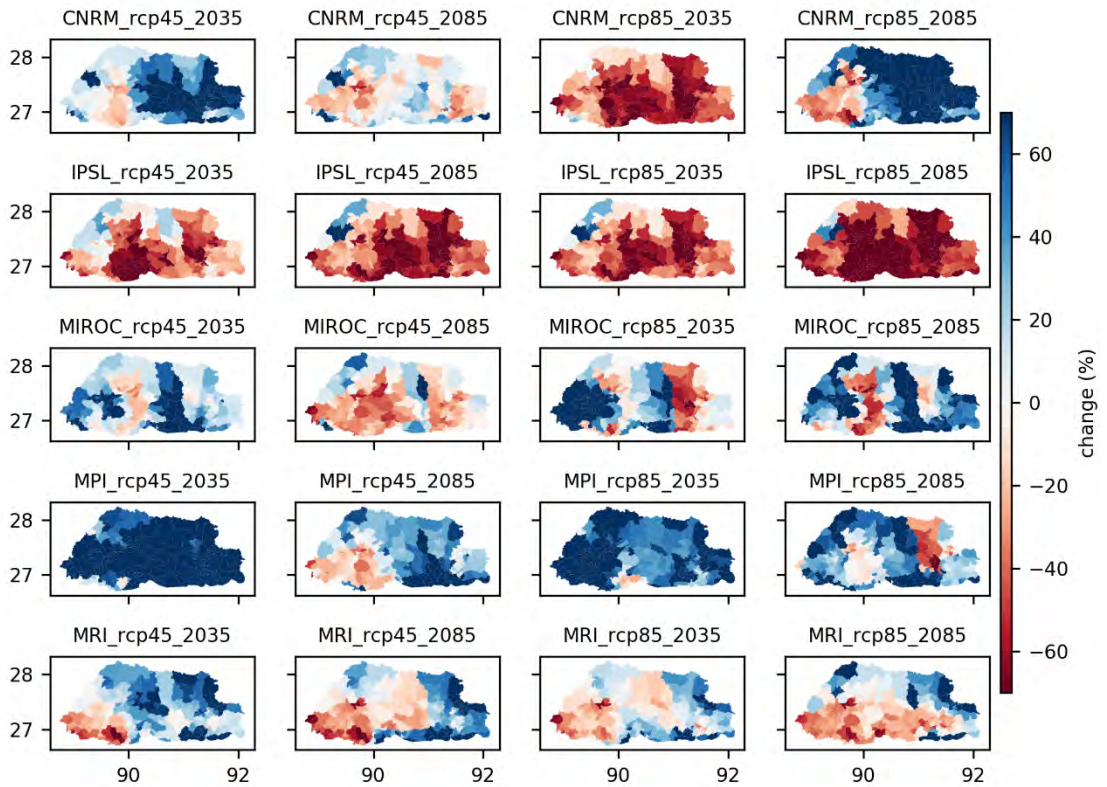 CNRM_rcp45_2035 CNRM_rcp45_2085 CNRM_rcp85_2035 CNRM_rcp85_2085
28
27
IPSL_rcp45_2035 IPSL_rcp45_2085 IPSL_rcp85_2035 IPSL_rcp85_2085
28
27
MIROC_rcp45_2035 MIROC_rcp45_2085 MIROC_rcp85_2035 MIROC_rcp85_2085
28
27
MPI_rcp45_2035 MPI_rcp45_2085 MPI_rcp85_2035 MPI_rcp85_2085
28
27
MRI_rcp45_2035 MRI_rcp45_2085 MRI_rcp85_2035 MRI_rcp85_2085
28
27
90 92 90 92 90 92 90 92
60
40
20
0
−20
−40
−60
change (%)